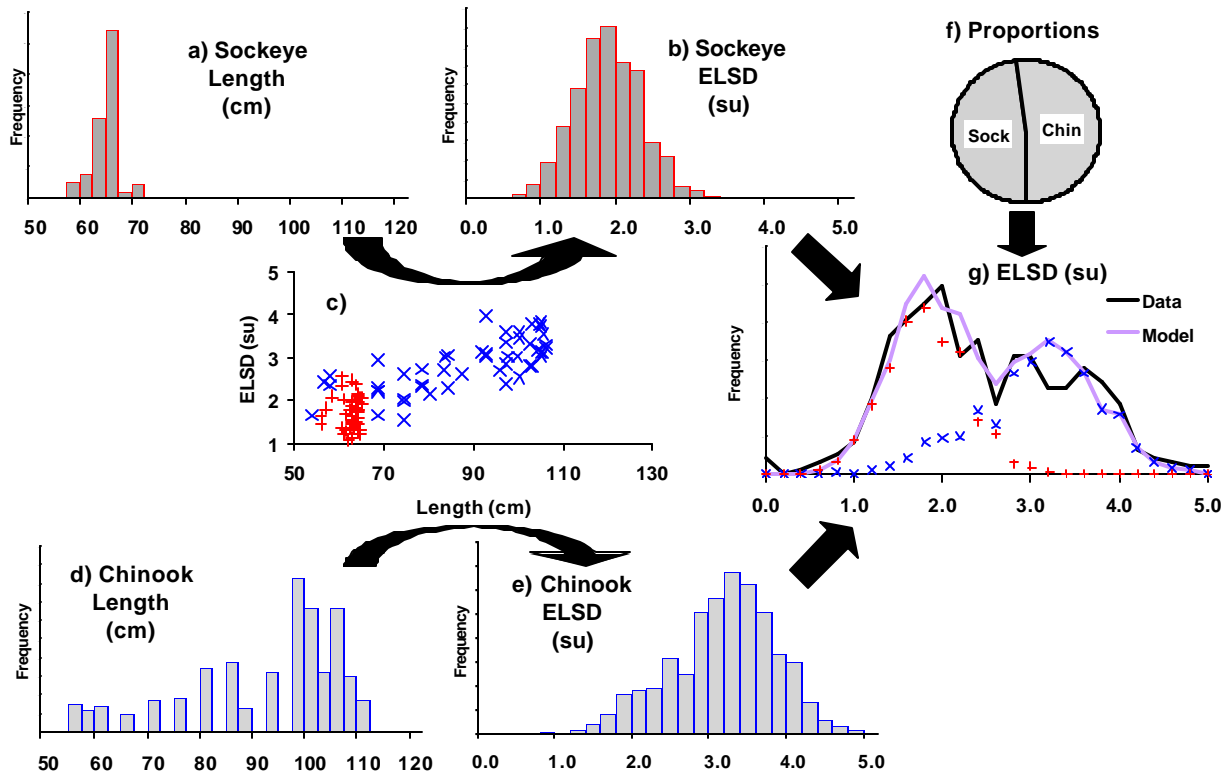 a) Sockeye
Length
(cm)
Frequency
50 60 70 80 90 100 110 120
b) Sockeye
ELSD
(su)
Frequency
0.0 1.0 2.0 3.0 4.0 5.0
f) Proportions
Sock
Chin
c)
ELSD (su)
5
4
3
2
1
50 70 90 110 130
Length (cm)
g) ELSD (su)
Data
Model
Frequency
0.0 1.0 2.0 3.0 4.0 5.0
d) Chinook
Length
(cm)
Frequency
50 60 70 80 90 100 110 120
e) Chinook
ELSD
(su)
Frequency
0.0 1.0 2.0 3.0 4.0 5.0